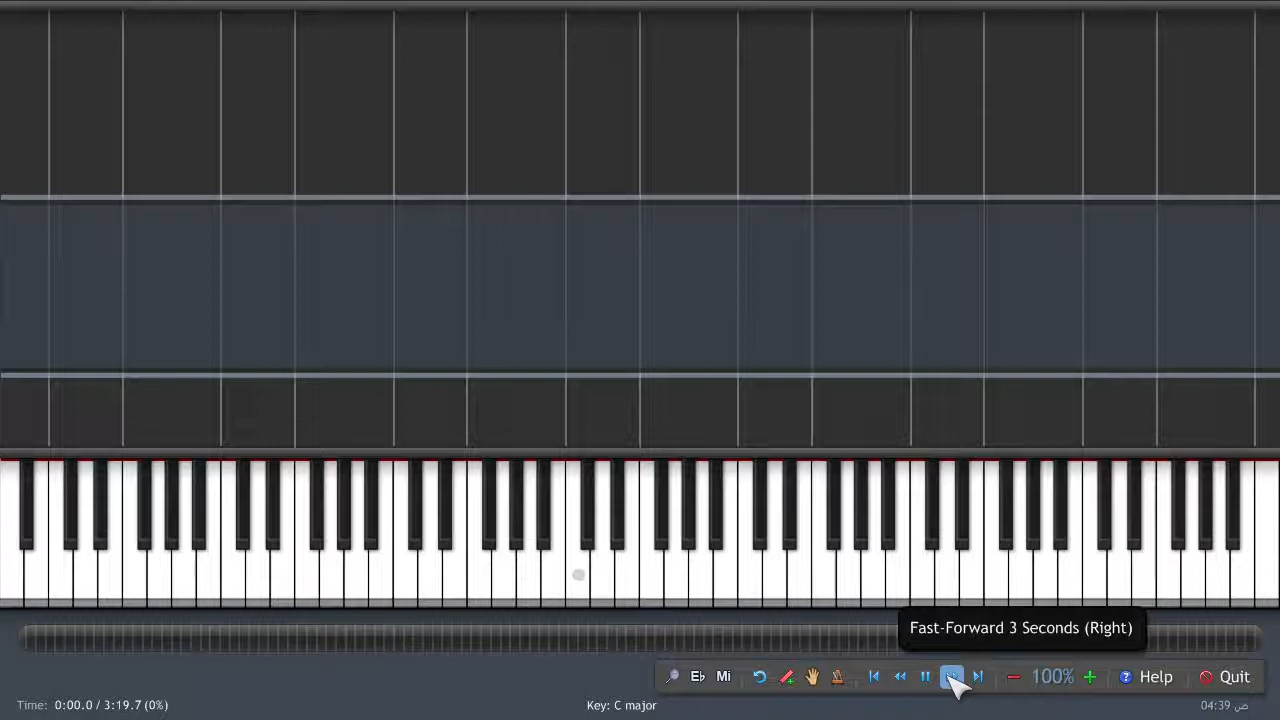 Fast-Forward 3 Seconds (Right)
Eb Mi 100% Help Quit
Time: 0:00.0 / 3:19.7 (0%) Key: C major 04:39 ص